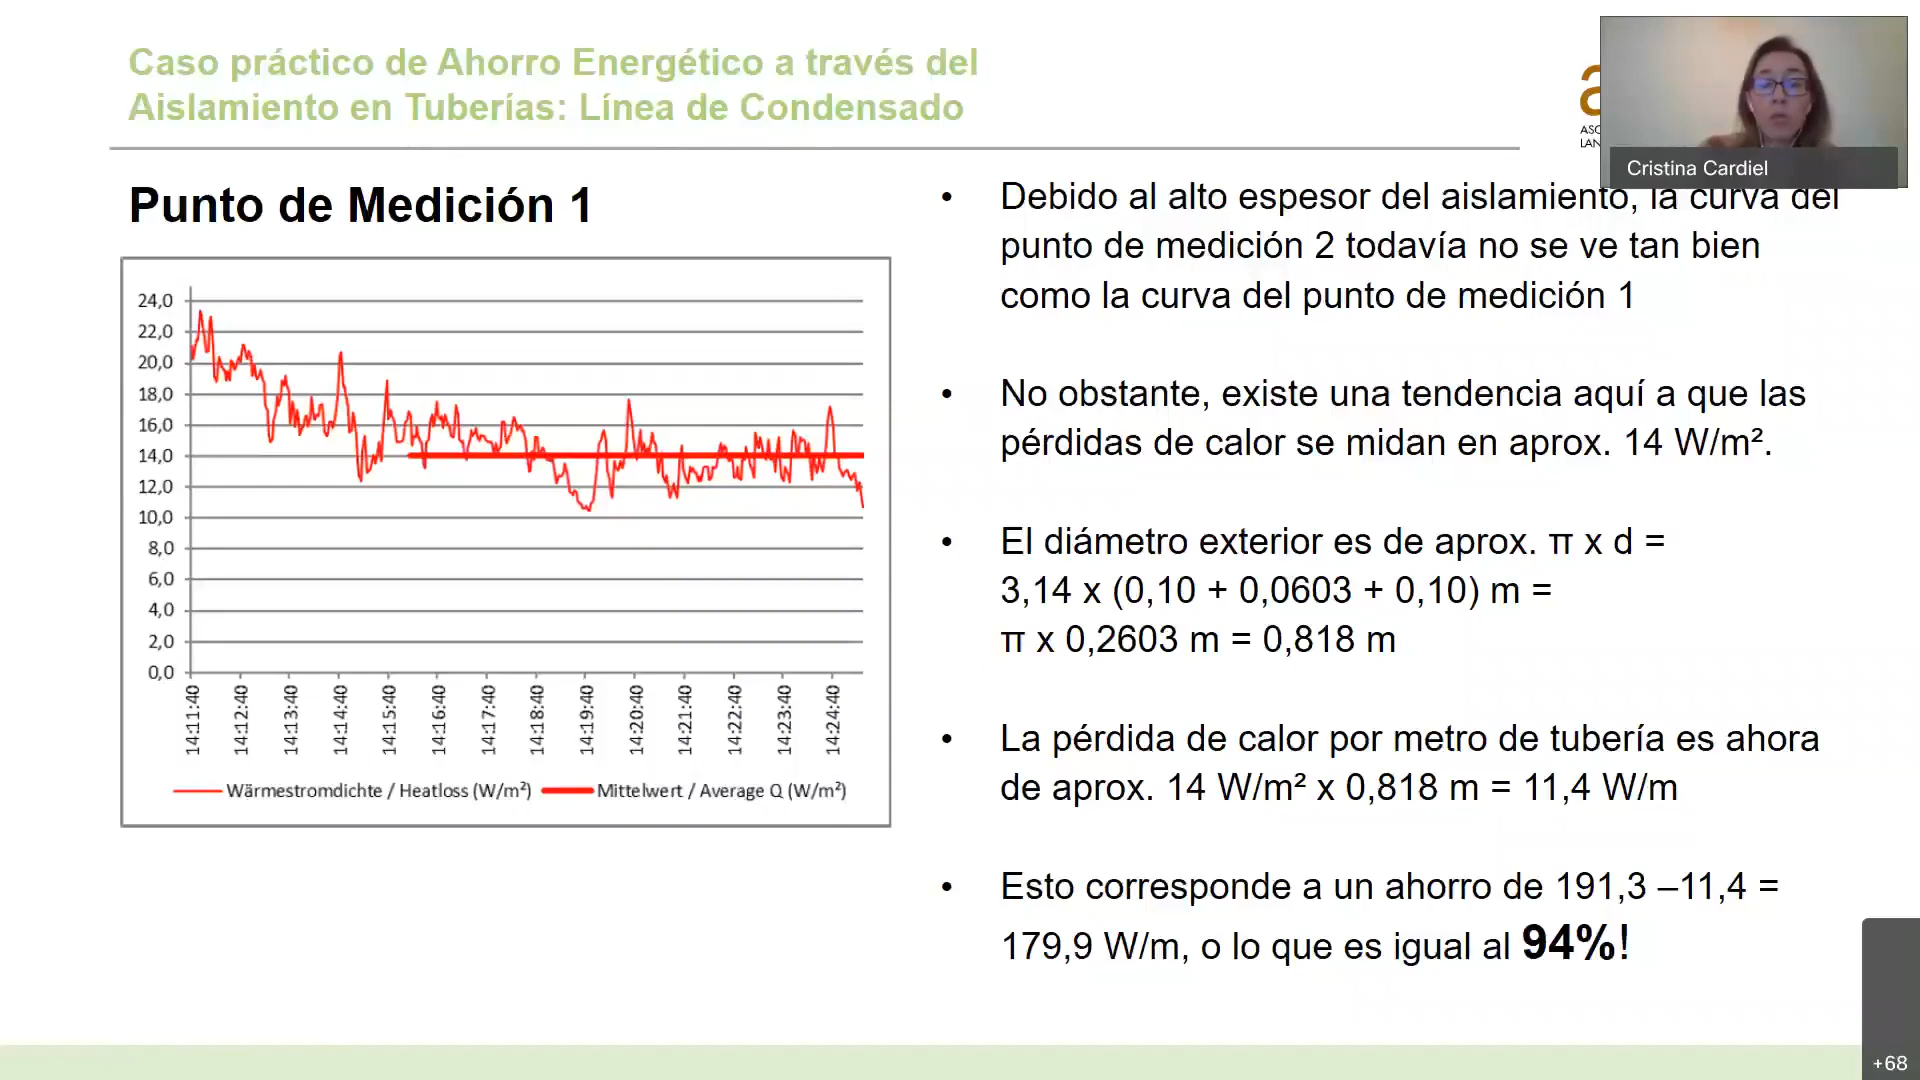 Caso práctico de Ahorro Energético a través del
Aislamiento en Tuberías: Línea de Condensado
Cristina Cardiel
Punto de Medición 1
24,0
22,0
20,0
18,0
16,0
14,0
12,0
10,0
8,0
6,0
4,0
2,0
0,0
14:11:40
14:12:40
14:13:40
14:14:40
14:15:40
14:16:40
14:17:40
14:18:40
14:19:40
14:20:40
14:21:40
14:22:40
14:23:40
14:24:40
Wärmestromdichte / Heatloss (W/m²)
Mittelwert / Average Q (W/m²)
• Debido al alto espesor del aislamiento, la curva del
punto de medición 2 todavía no se ve tan bien
como la curva del punto de medición 1
• No obstante, existe una tendencia aquí a que las
pérdidas de calor se midan en aprox. 14 W/m².
• El diámetro exterior es de aprox. π x d =
3,14 x (0,10 + 0,0603 + 0,10) m =
π x 0,2603 m = 0,818 m
• La pérdida de calor por metro de tubería es ahora
de aprox. 14 W/m² x 0,818 m = 11,4 W/m
• Esto corresponde a un ahorro de 191,3 –11,4 =
179,9 W/m, o lo que es igual al 94%!
+68